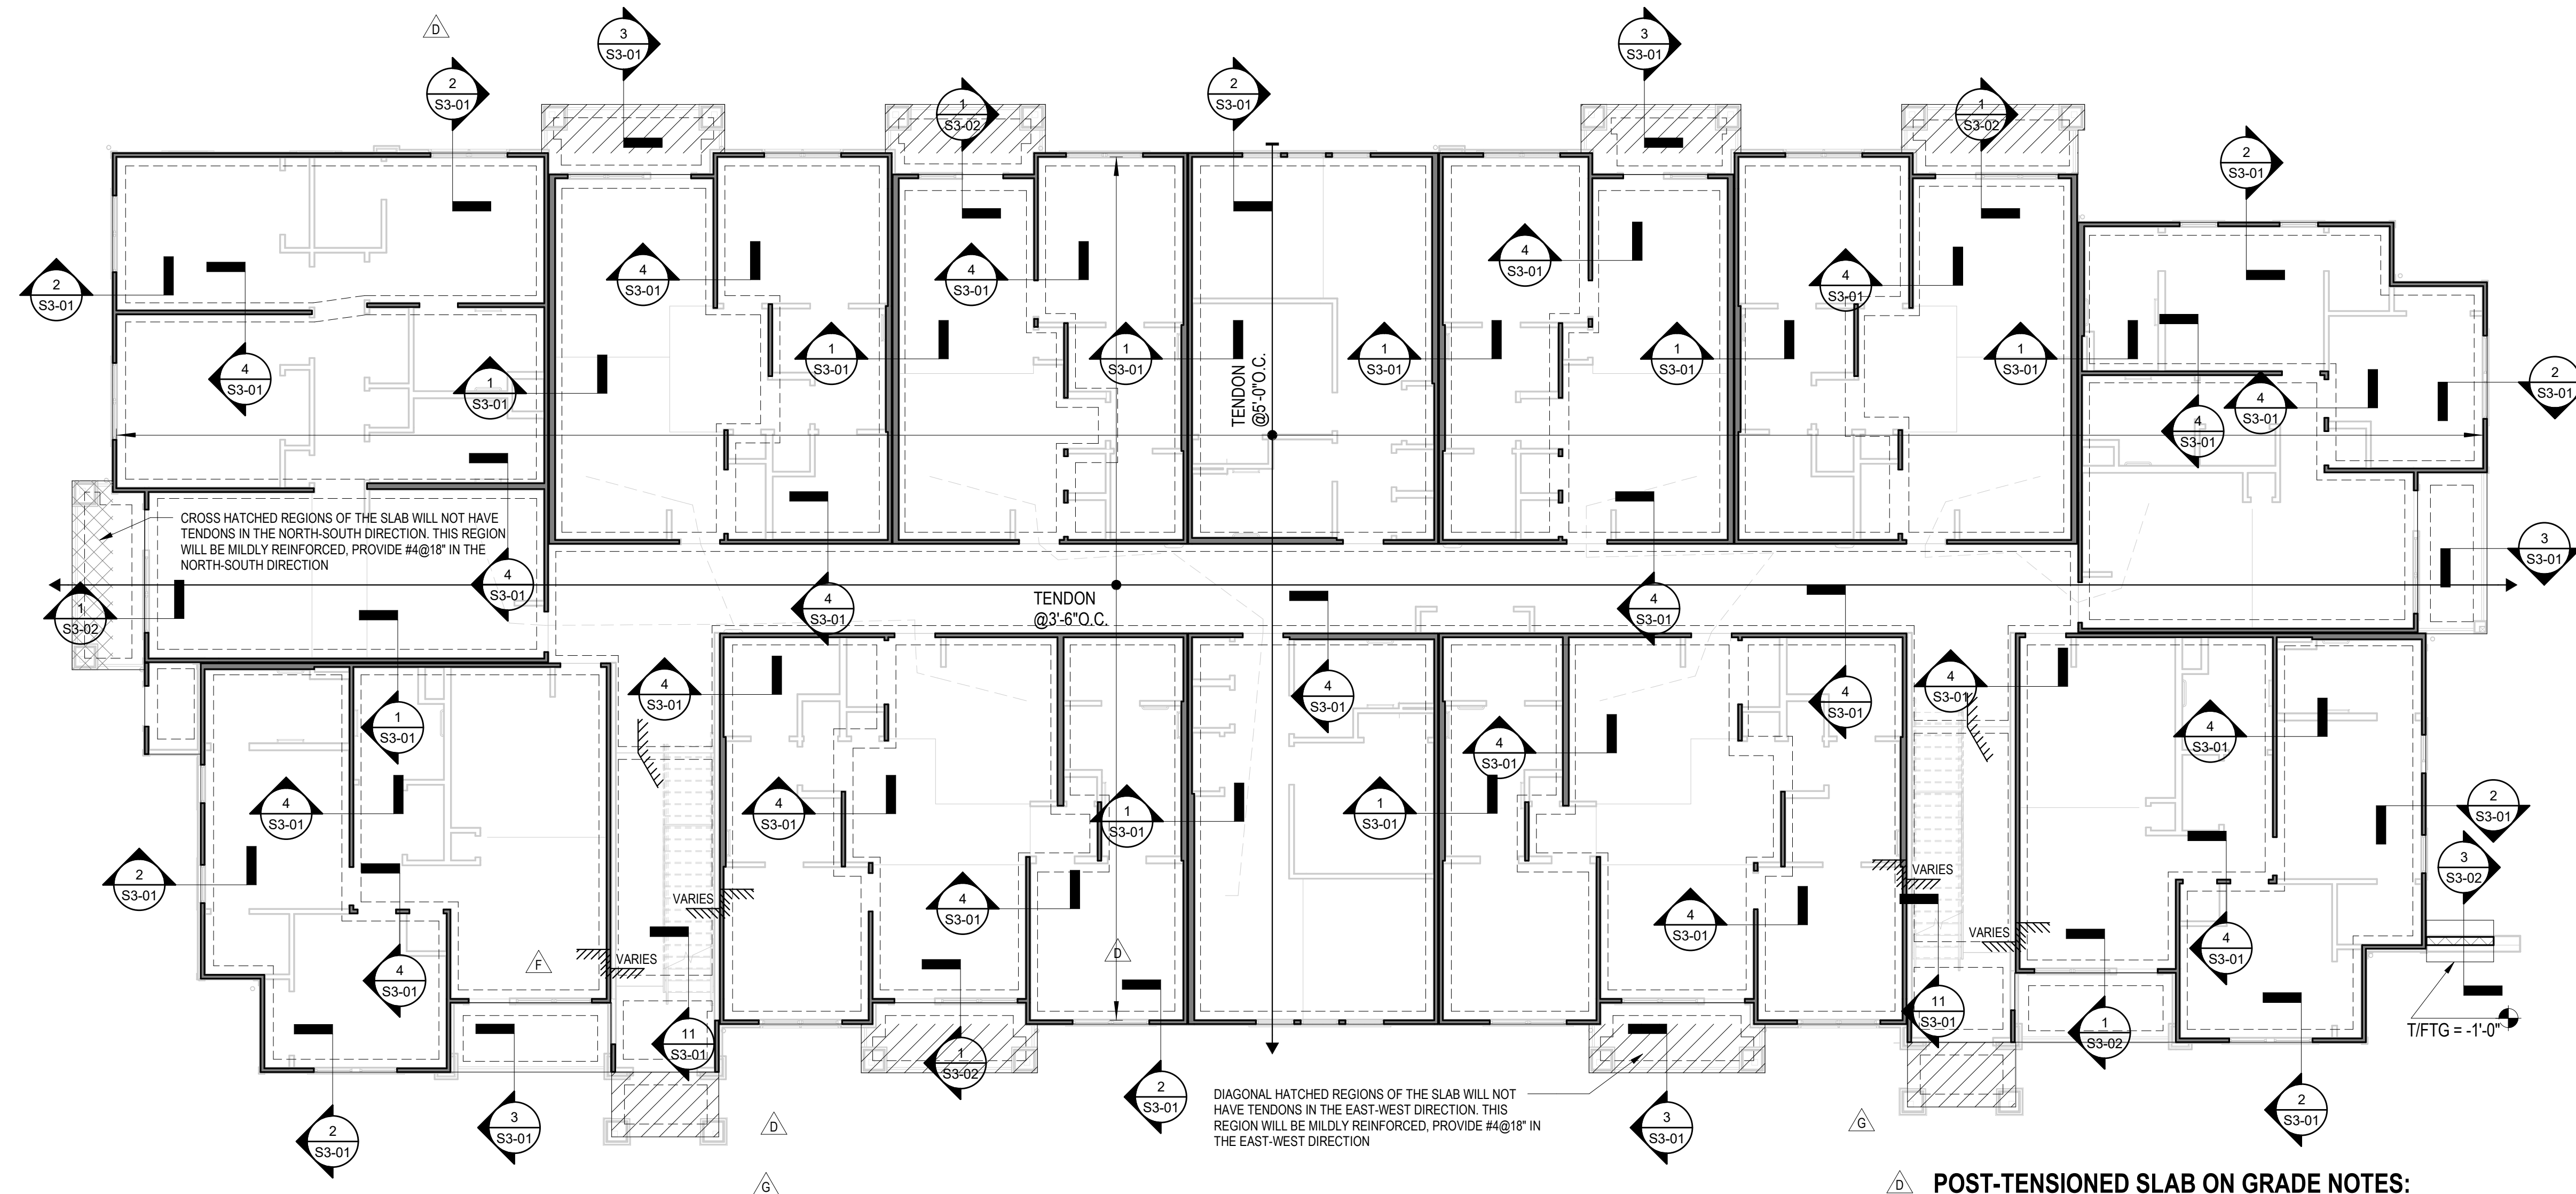 D
3
S3-01
3
S3-01
2
S3-01
1
S3-02
2
S3-01
1
S3-02
2
S3-01
2
S3-01
4
S3-01
4
S3-01
4
S3-01
4
S3-01
4
S3-01
1
S3-01
1
S3-01
1
S3-01
1
S3-01
1
S3-01
1
S3-01
2
S3-01
4
S3-01
4
S3-01
4
S3-01
TENDON
@5'-0"O.C.
CROSS HATCHED REGIONS OF THE SLAB WILL NOT HAVE
TENDONS IN THE NORTH-SOUTH DIRECTION. THIS REGION
WILL BE MILDLY REINFORCED, PROVIDE #4@18" IN THE
NORTH-SOUTH DIRECTION
3
S3-01
4
S3-01
1
S3-02
4
S3-01
TENDON
@3'-6"O.C.
4
S3-01
4
S3-01
4
S3-01
4
S3-01
4
S3-01
1
S3-01
4
S3-01
4
S3-01
4
S3-01
4
S3-01
1
S3-01
1
S3-01
2
S3-01
2
S3-01
3
S3-02
VARIES
VARIES
VARIES
VARIES
4
S3-01
4
S3-01
4
S3-01
4
S3-01
F
D
11
S3-01
11
S3-01
1
S3-02
1
S3-02
T/FTG = -1'-0"
2
S3-01
3
S3-01
2
S3-01
3
S3-01
2
S3-01
DIAGONAL HATCHED REGIONS OF THE SLAB WILL NOT
HAVE TENDONS IN THE EAST-WEST DIRECTION. THIS
REGION WILL BE MILDLY REINFORCED, PROVIDE #4@18" IN
THE EAST-WEST DIRECTION
D
G
G
D POST-TENSIONED SLAB ON GRADE NOTES: